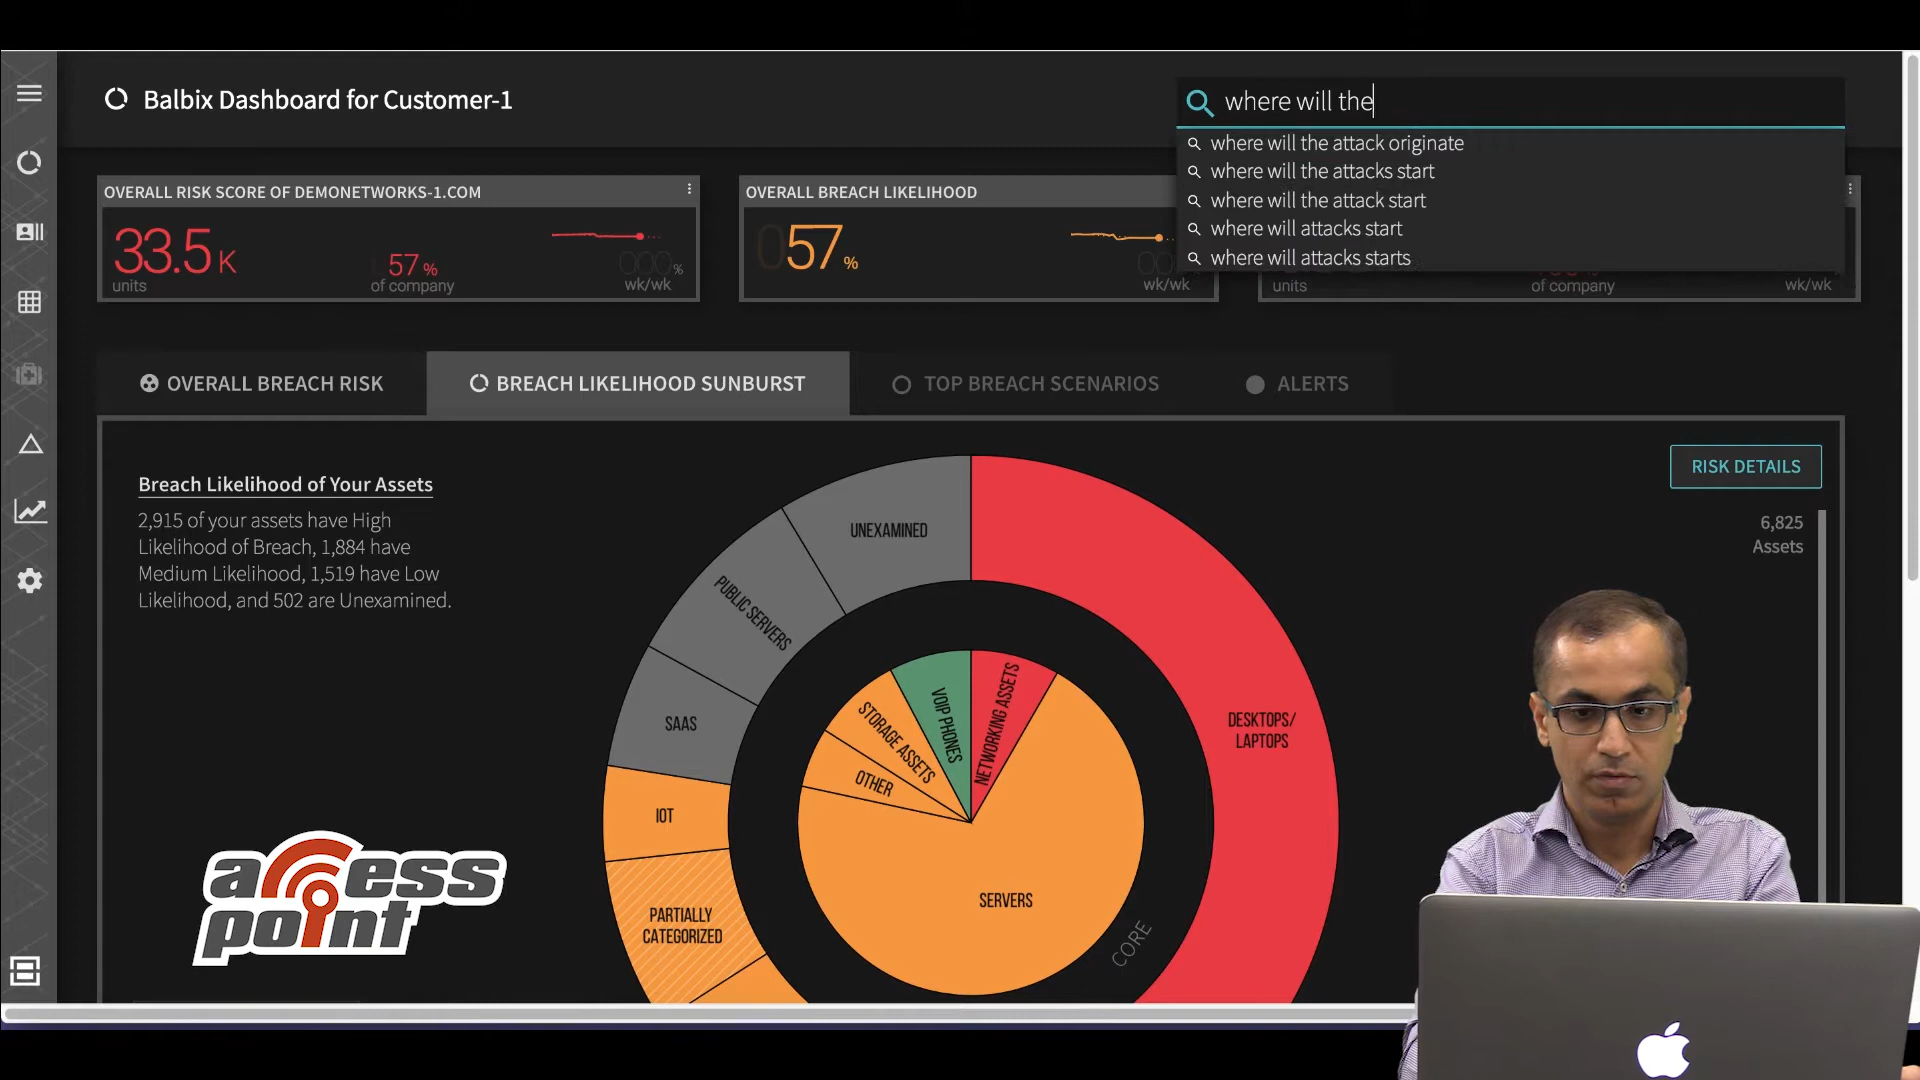 Balbix Dashboard for Customer-1
where will the
where will the attack originate
where will the attacks start
where will the attack start
where will attacks start
where will attacks starts
OVERALL RISK SCORE OF DEMONETWORKS-1.COM
33.5 K
units
57 %
of company
000 %
wk/wk
OVERALL BREACH LIKELIHOOD
057 %
wk/wk
units
of company
wk/wk
OVERALL BREACH RISK
BREACH LIKELIHOOD SUNBURST
TOP BREACH SCENARIOS
ALERTS
Breach Likelihood of Your Assets
2,915 of your assets have High
Likelihood of Breach, 1,884 have
Medium Likelihood, 1,519 have Low
Likelihood, and 502 are Unexamined.
RISK DETAILS
6,825
Assets
UNEXAMINED
PUBLIC SERVERS
SAAS
IOT
PARTIALLY
CATEGORIZED
DESKTOPS/
LAPTOPS
VOIP PHONES
NETWORKING ASSETS
STORAGE ASSETS
OTHER
SERVERS
CORE
access
point